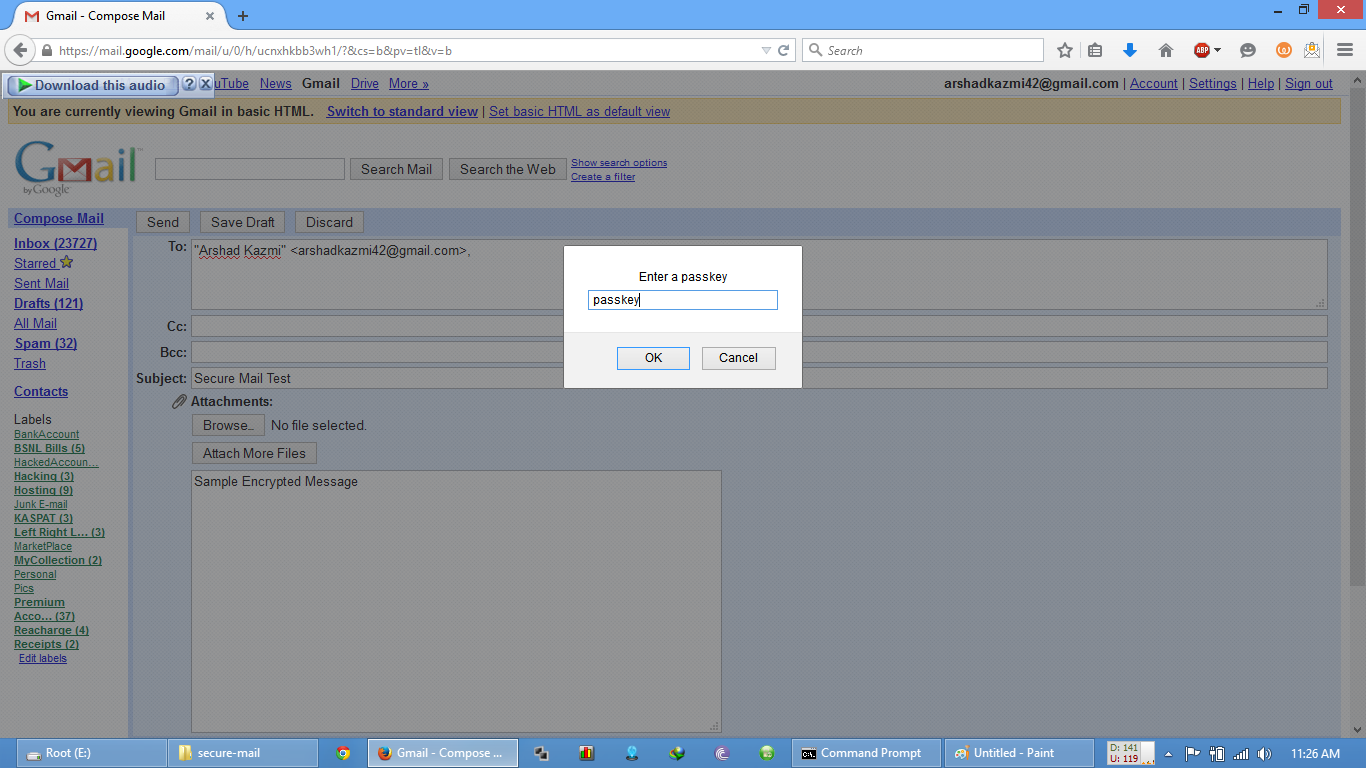 Gmail - Compose Mail
https://mail.google.com/mail/u/0/h/ucnxhkbb3wh1/?&cs=b&pv=tl&v=b
Search
ABP
Download this audio ? X uTube News Gmail Drive More »
arshadkazmi42@gmail.com | Account | Settings | Help | Sign out
You are currently viewing Gmail in basic HTML. Switch to standard view | Set basic HTML as default view
Gmail™
by Google
Search Mail
Search the Web
Show search options
Create a filter
Compose Mail
Inbox (23727)
Starred
Sent Mail
Drafts (121)
All Mail
Spam (32)
Trash
Contacts
Labels
BankAccount
BSNL Bills (5)
HackedAccoun...
Hacking (3)
Hosting (9)
Junk E-mail
KASPAT (3)
Left Right L... (3)
MarketPlace
MyCollection (2)
Personal
Pics
Premium
Acco... (37)
Reacharge (4)
Receipts (2)
Edit labels
Send Save Draft Discard
To: "Arshad Kazmi" <arshadkazmi42@gmail.com>,
Cc:
Bcc:
Subject: Secure Mail Test
Attachments:
Browse... No file selected.
Attach More Files
Sample Encrypted Message
Enter a passkey
passkey
OK Cancel
Root (E:) secure-mail Gmail - Compose ... Command Prompt Untitled - Paint
D: 141
U: 119
11:26 AM